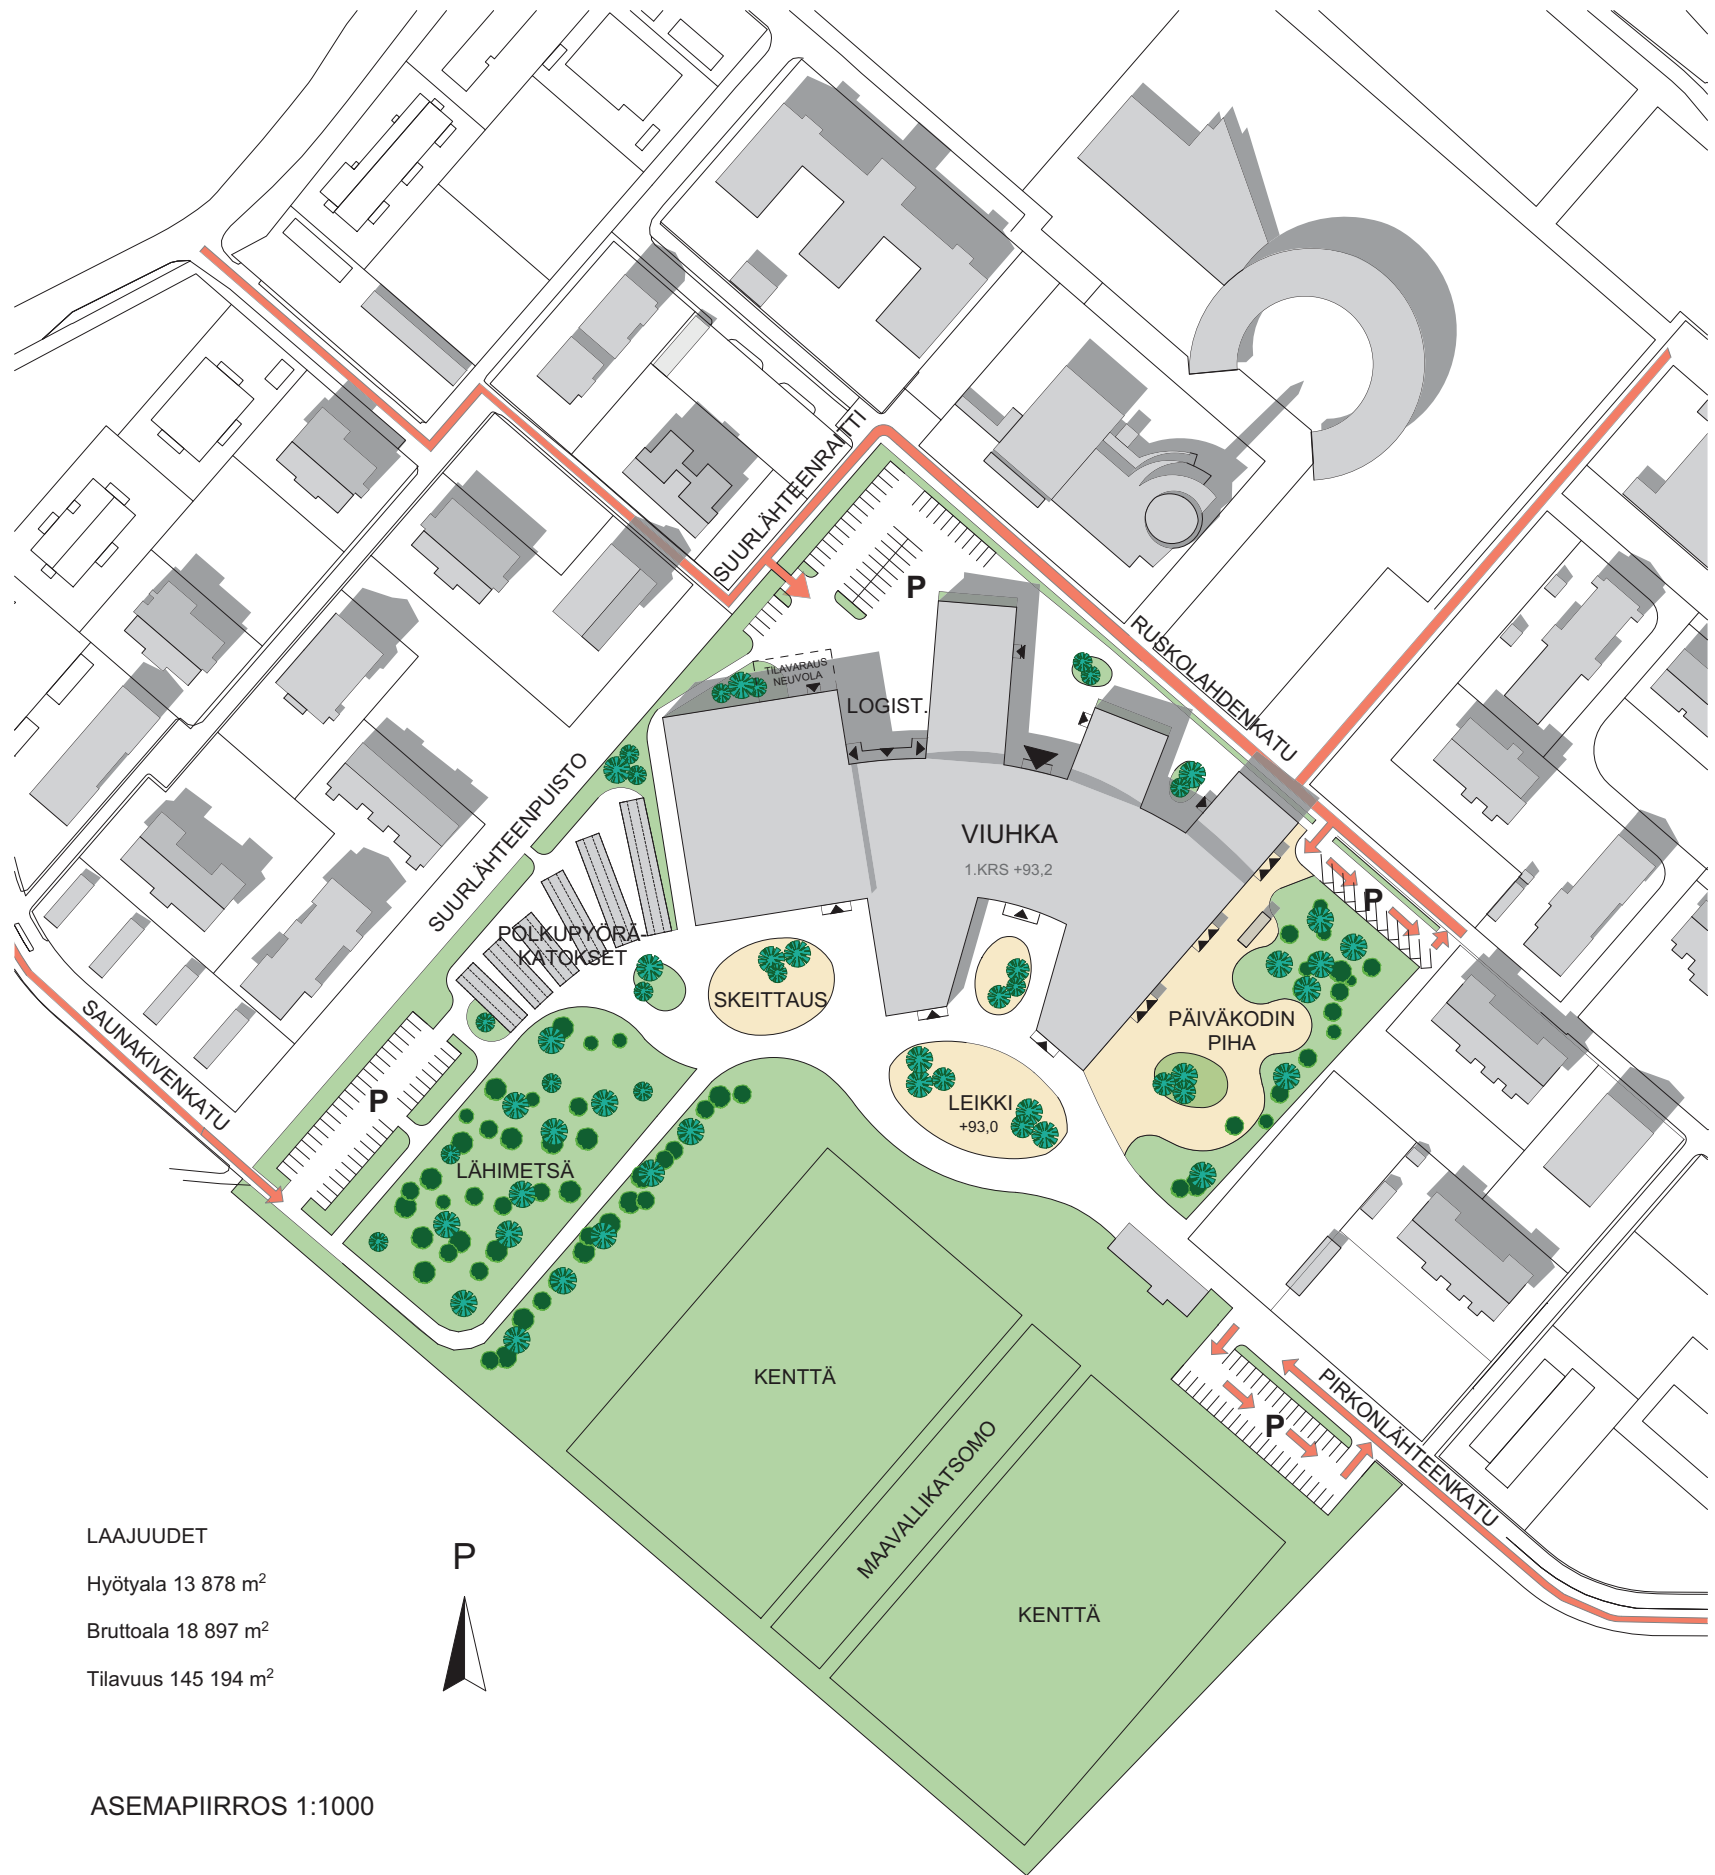 SUURLÄHTEENRAITTI
P
RUSKOLAHDENKATU
TILAVARAUS
NEUVOLA
LOGIST.
SUURLÄHTEENPUISTO
VIUHKA
1.KRS +93,2
P
POLKUPYÖRÄ-
KATOKSET
SKEITTAUS
PÄIVÄKODIN
PIHA
SAUNAKIVENKATU
P
LEIKKI
+93,0
LÄHIMETSÄ
KENTTÄ
PIRKONLÄHTEENKATU
P
MAAVALLIKATSOMO
KENTTÄ
LAAJUUDET
Hyötyala 13 878 m²
Bruttoala 18 897 m²
Tilavuus 145 194 m²
P
ASEMAPIIRROS 1:1000